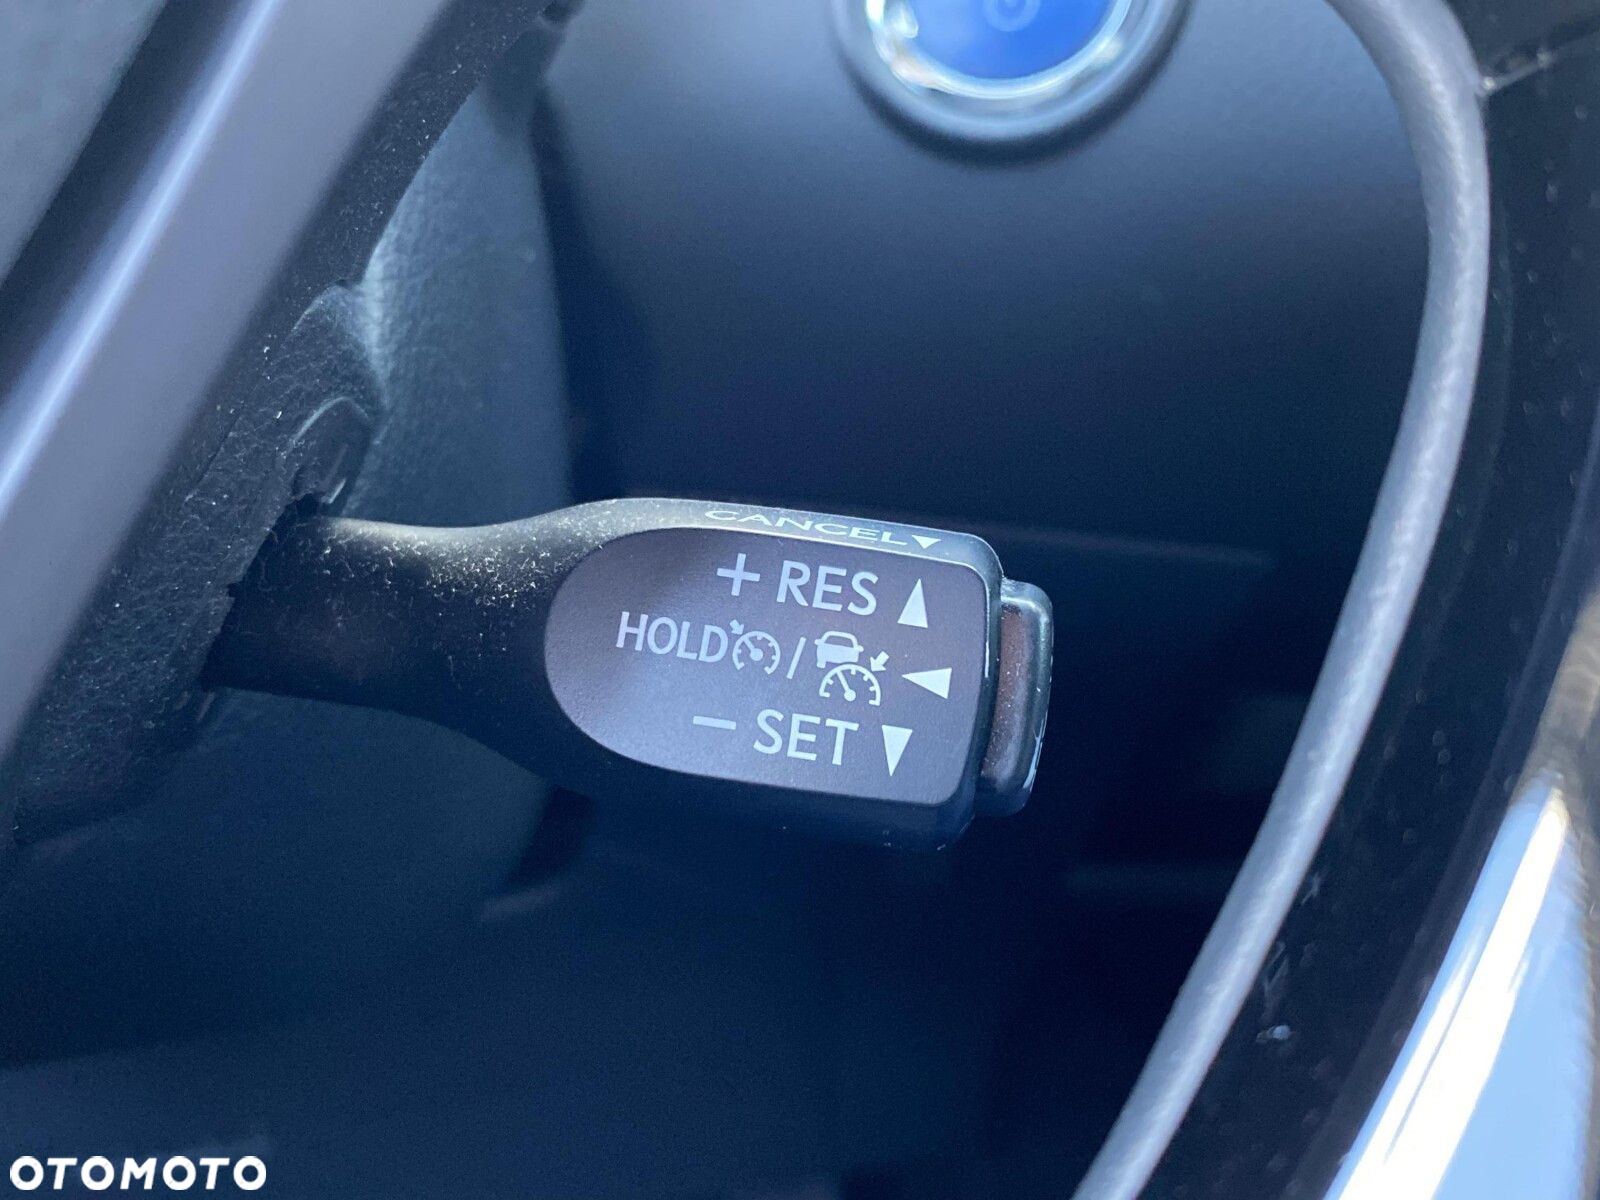 CANCEL▼
+ RES ▲
HOLD / ◀
− SET ▼
OTOMOTO